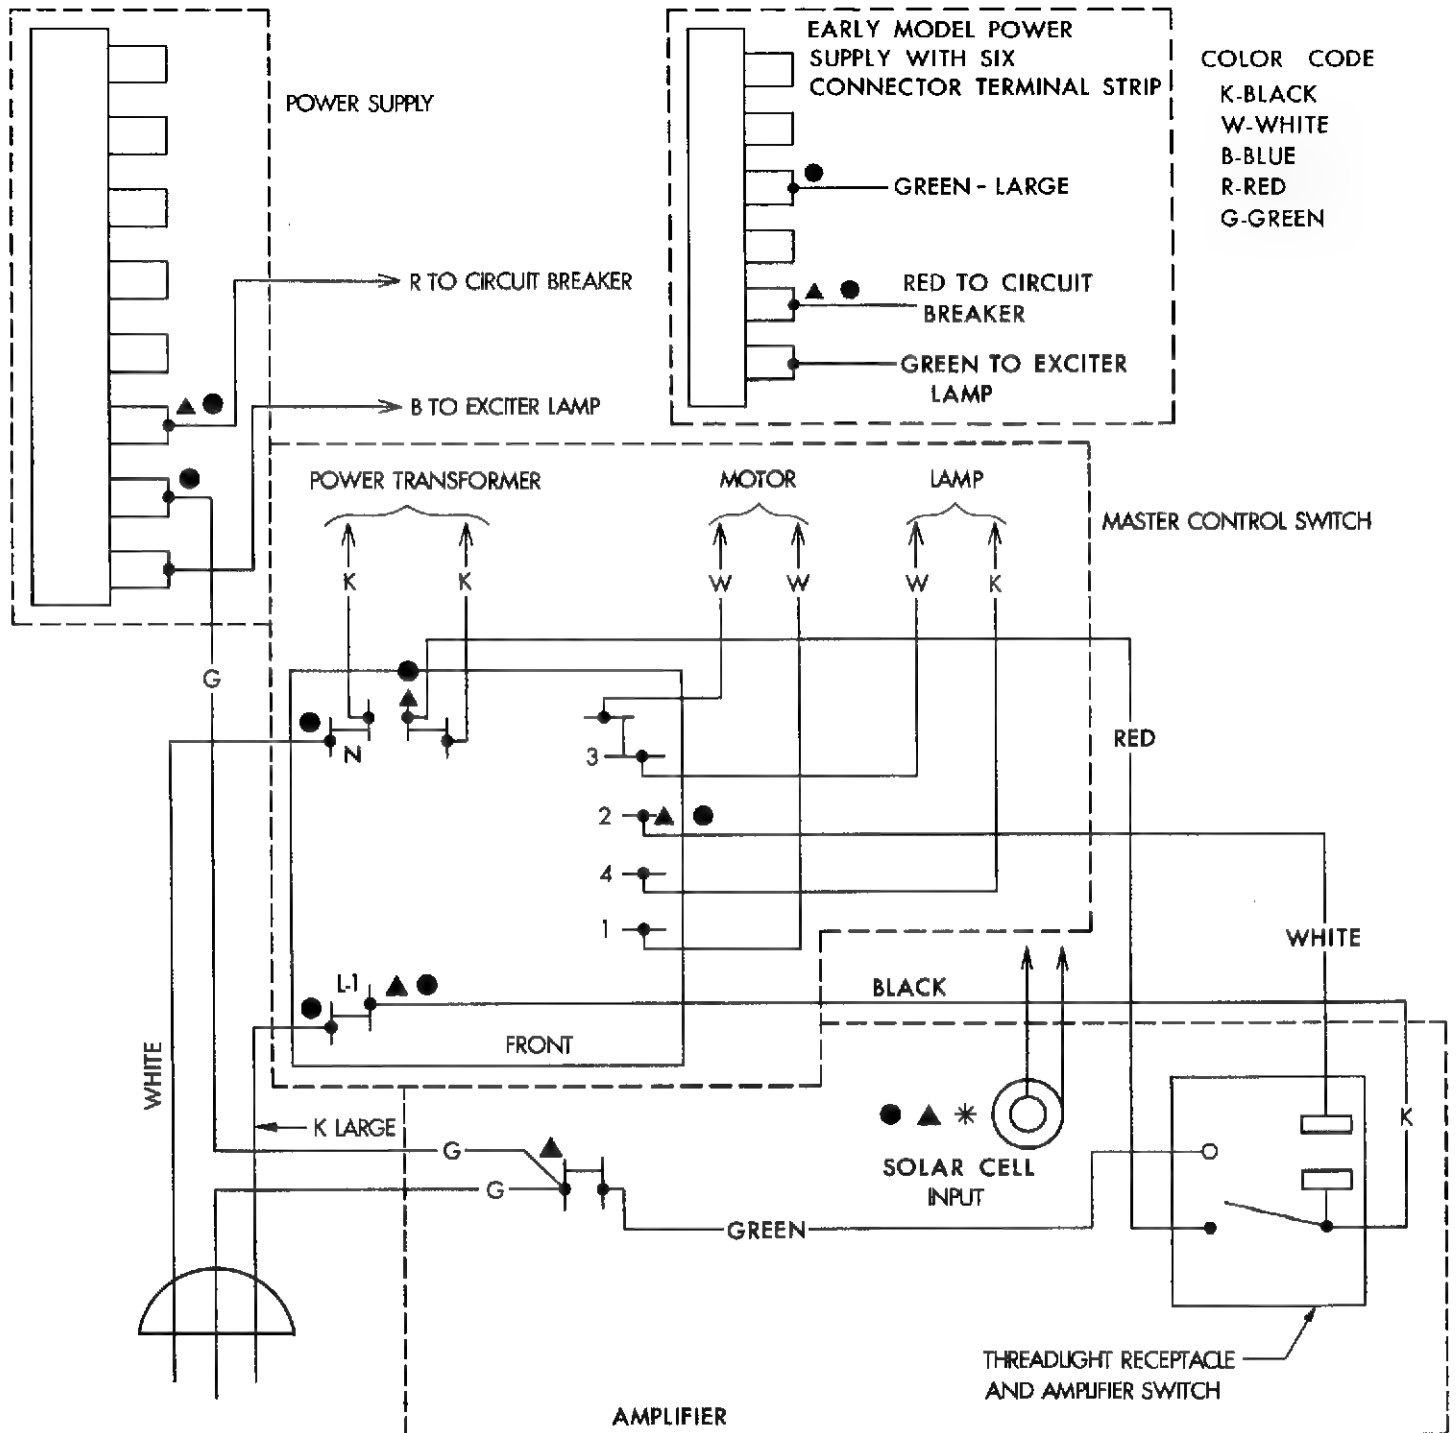 EARLY MODEL POWER
SUPPLY WITH SIX
CONNECTOR TERMINAL STRIP
COLOR CODE
K-BLACK
W-WHITE
B-BLUE
R-RED
G-GREEN
POWER SUPPLY
GREEN - LARGE
R TO CIRCUIT BREAKER
RED TO CIRCUIT
BREAKER
GREEN TO EXCITER
LAMP
B TO EXCITER LAMP
POWER TRANSFORMER
MOTOR
LAMP
MASTER CONTROL SWITCH
K
K
W
W
W
K
G
N
3
RED
2
4
1
WHITE
L-1
BLACK
FRONT
WHITE
K LARGE
K
G
G
SOLAR CELL
INPUT
GREEN
THREADLIGHT RECEPTACLE
AND AMPLIFIER SWITCH
AMPLIFIER